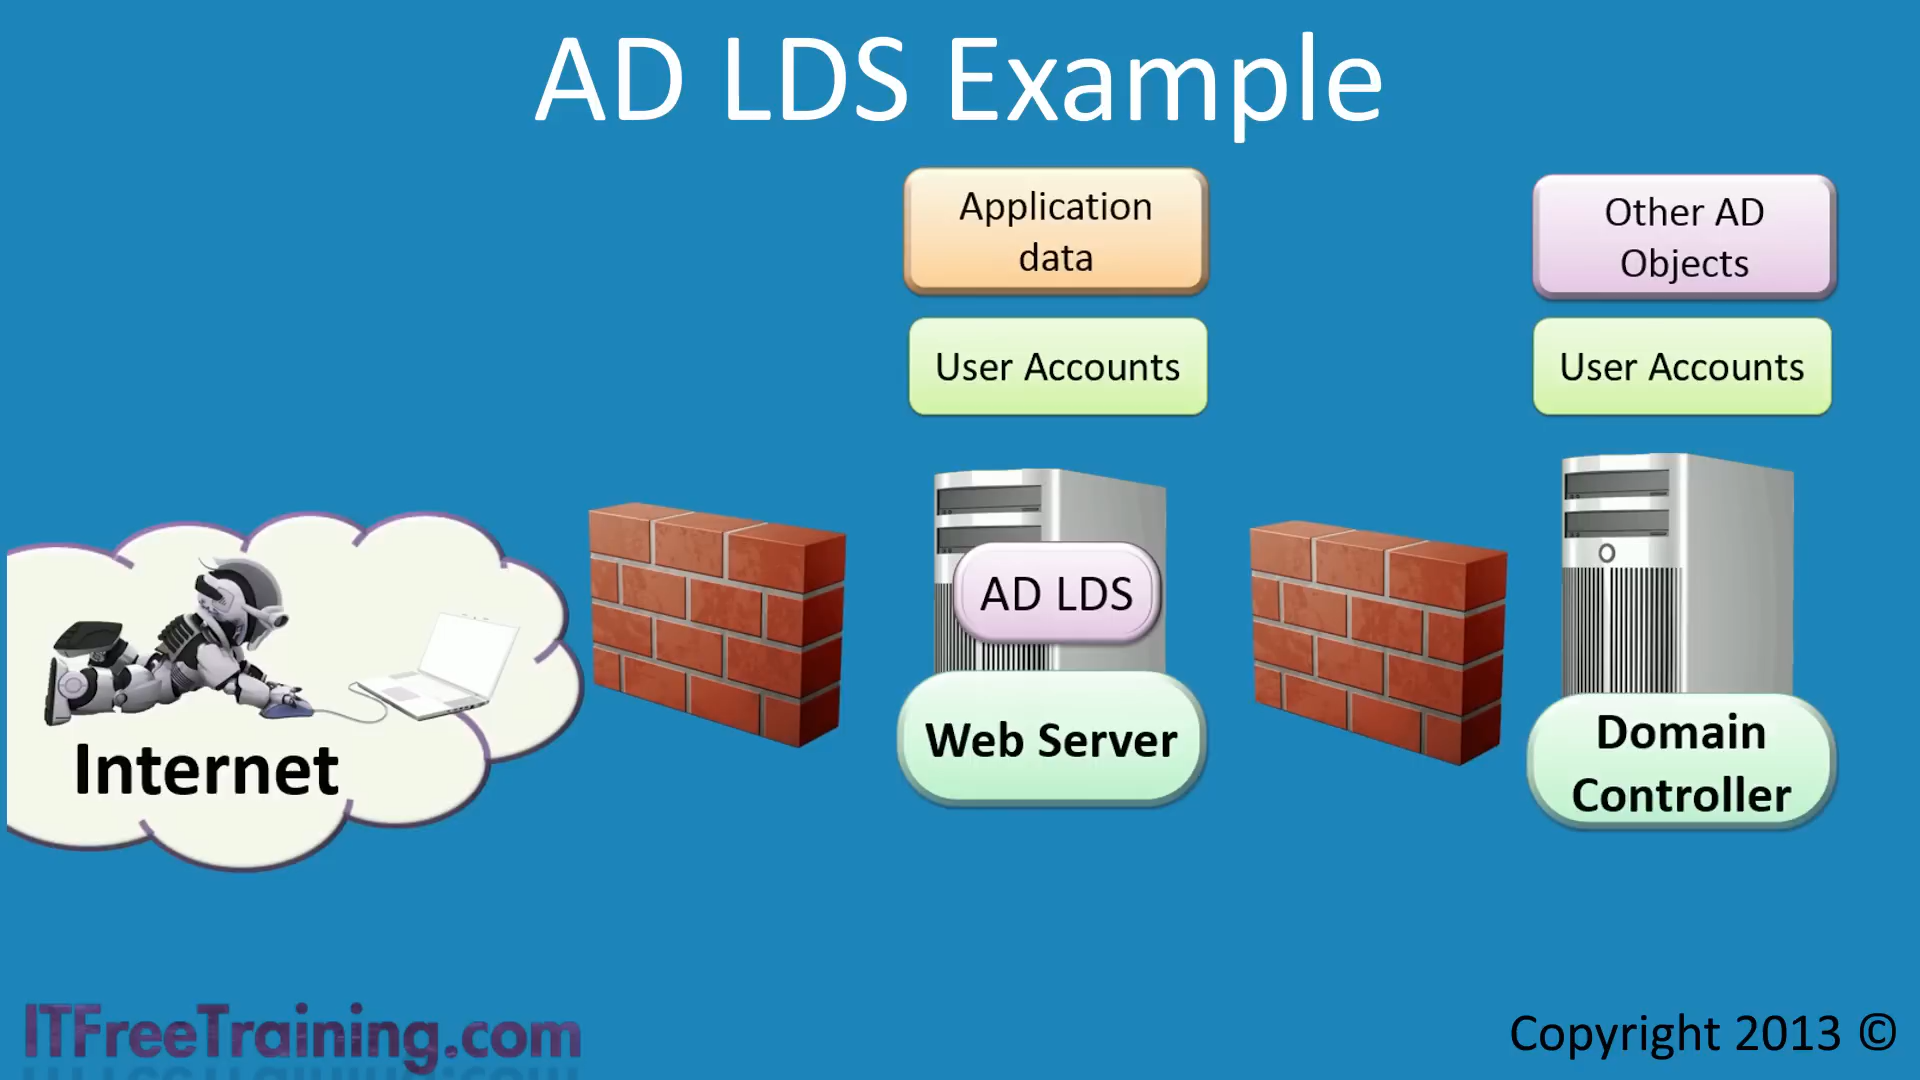 AD LDS Example
Application
data
Other AD
Objects
User Accounts
User Accounts
AD LDS
Web Server
Domain
Controller
Internet
ITFreeTraining.com
Copyright 2013 ©